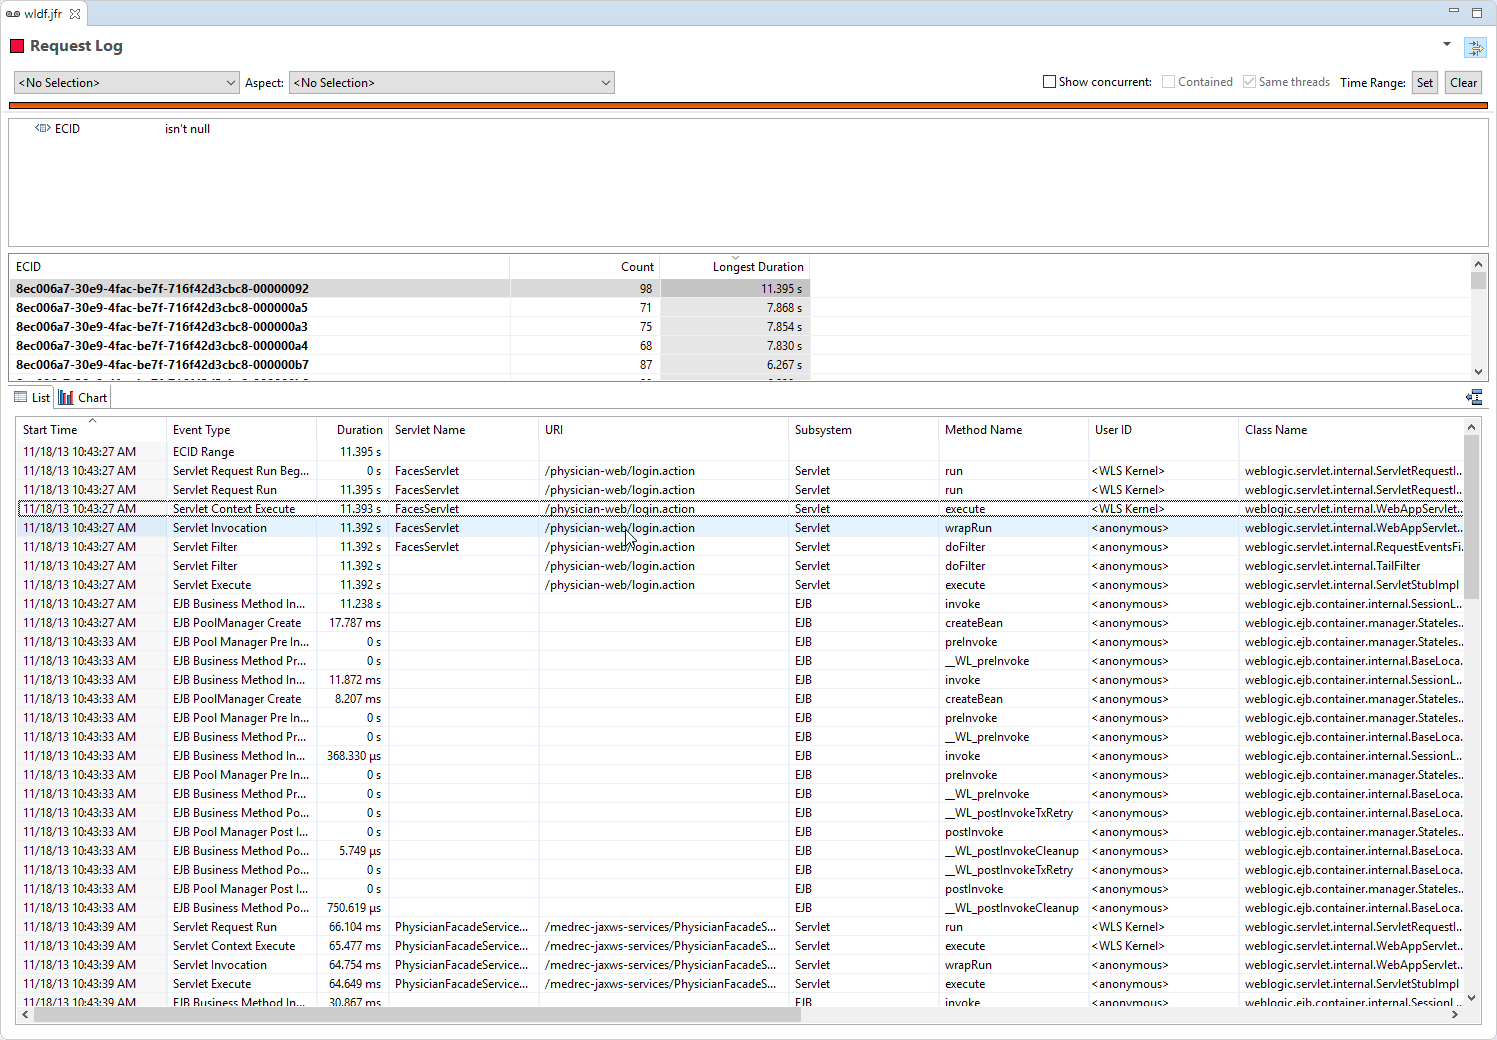 wldf.jfr
Request Log
<No Selection> Aspect: <No Selection> Show concurrent: Contained Same threads Time Range: Set Clear
ECID isn't null
ECID Count Longest Duration
8ec006a7-30e9-4fac-be7f-716f42d3cbc8-00000092 98 11.395 s
8ec006a7-30e9-4fac-be7f-716f42d3cbc8-000000a5 71 7.868 s
8ec006a7-30e9-4fac-be7f-716f42d3cbc8-000000a3 75 7.854 s
8ec006a7-30e9-4fac-be7f-716f42d3cbc8-000000a4 68 7.830 s
8ec006a7-30e9-4fac-be7f-716f42d3cbc8-000000b7 87 6.267 s
List Chart
Start Time Event Type Duration Servlet Name URI Subsystem Method Name User ID Class Name
11/18/13 10:43:27 AM ECID Range 11.395 s
11/18/13 10:43:27 AM Servlet Request Run Beg... 0 s FacesServlet /physician-web/login.action Servlet run <WLS Kernel> weblogic.servlet.internal.ServletRequestI...
11/18/13 10:43:27 AM Servlet Request Run 11.395 s FacesServlet /physician-web/login.action Servlet run <WLS Kernel> weblogic.servlet.internal.ServletRequestI...
11/18/13 10:43:27 AM Servlet Context Execute 11.393 s FacesServlet /physician-web/login.action Servlet execute <WLS Kernel> weblogic.servlet.internal.WebAppServlet...
11/18/13 10:43:27 AM Servlet Invocation 11.392 s FacesServlet /physician-web/login.action Servlet wrapRun <anonymous> weblogic.servlet.internal.WebAppServlet...
11/18/13 10:43:27 AM Servlet Filter 11.392 s FacesServlet /physician-web/login.action Servlet doFilter <anonymous> weblogic.servlet.internal.RequestEventsFi...
11/18/13 10:43:27 AM Servlet Filter 11.392 s /physician-web/login.action Servlet doFilter <anonymous> weblogic.servlet.internal.TailFilter
11/18/13 10:43:27 AM Servlet Execute 11.392 s /physician-web/login.action Servlet execute <anonymous> weblogic.servlet.internal.ServletStubImpl
11/18/13 10:43:27 AM EJB Business Method In... 11.238 s EJB invoke <anonymous> weblogic.ejb.container.internal.SessionL...
11/18/13 10:43:27 AM EJB PoolManager Create 17.787 ms EJB createBean <anonymous> weblogic.ejb.container.manager.Stateles...
11/18/13 10:43:33 AM EJB Pool Manager Pre In... 0 s EJB preInvoke <anonymous> weblogic.ejb.container.manager.Stateles...
11/18/13 10:43:33 AM EJB Business Method Pr... 0 s EJB __WL_preInvoke <anonymous> weblogic.ejb.container.internal.BaseLoca...
11/18/13 10:43:33 AM EJB Business Method In... 11.872 ms EJB invoke <anonymous> weblogic.ejb.container.internal.SessionL...
11/18/13 10:43:33 AM EJB PoolManager Create 8.207 ms EJB createBean <anonymous> weblogic.ejb.container.manager.Stateles...
11/18/13 10:43:33 AM EJB Pool Manager Pre In... 0 s EJB preInvoke <anonymous> weblogic.ejb.container.manager.Stateles...
11/18/13 10:43:33 AM EJB Business Method Pr... 0 s EJB __WL_preInvoke <anonymous> weblogic.ejb.container.internal.BaseLoca...
11/18/13 10:43:33 AM EJB Business Method In... 368.330 µs EJB invoke <anonymous> weblogic.ejb.container.internal.SessionL...
11/18/13 10:43:33 AM EJB Pool Manager Pre In... 0 s EJB preInvoke <anonymous> weblogic.ejb.container.manager.Stateles...
11/18/13 10:43:33 AM EJB Business Method Pr... 0 s EJB __WL_preInvoke <anonymous> weblogic.ejb.container.internal.BaseLoca...
11/18/13 10:43:33 AM EJB Business Method Po... 0 s EJB __WL_postInvokeTxRetry <anonymous> weblogic.ejb.container.internal.BaseLoca...
11/18/13 10:43:33 AM EJB Pool Manager Post I... 0 s EJB postInvoke <anonymous> weblogic.ejb.container.manager.Stateles...
11/18/13 10:43:33 AM EJB Business Method Po... 5.749 µs EJB __WL_postInvokeCleanup <anonymous> weblogic.ejb.container.internal.BaseLoca...
11/18/13 10:43:33 AM EJB Business Method Po... 0 s EJB __WL_postInvokeTxRetry <anonymous> weblogic.ejb.container.internal.BaseLoca...
11/18/13 10:43:33 AM EJB Pool Manager Post I... 0 s EJB postInvoke <anonymous> weblogic.ejb.container.manager.Stateles...
11/18/13 10:43:33 AM EJB Business Method Po... 750.619 µs EJB __WL_postInvokeCleanup <anonymous> weblogic.ejb.container.internal.BaseLoca...
11/18/13 10:43:39 AM Servlet Request Run 66.104 ms PhysicianFacadeService... /medrec-jaxws-services/PhysicianFacadeS... Servlet run <WLS Kernel> weblogic.servlet.internal.ServletRequestI...
11/18/13 10:43:39 AM Servlet Context Execute 65.477 ms PhysicianFacadeService... /medrec-jaxws-services/PhysicianFacadeS... Servlet execute <WLS Kernel> weblogic.servlet.internal.WebAppServlet...
11/18/13 10:43:39 AM Servlet Invocation 64.754 ms PhysicianFacadeService... /medrec-jaxws-services/PhysicianFacadeS... Servlet wrapRun <anonymous> weblogic.servlet.internal.WebAppServlet...
11/18/13 10:43:39 AM Servlet Execute 64.649 ms PhysicianFacadeService... /medrec-jaxws-services/PhysicianFacadeS... Servlet execute <anonymous> weblogic.servlet.internal.ServletStubImpl
11/18/13 10:43:39 AM EJB Business Method In... 30.867 ms EJB invoke <anonymous> weblogic.ejb.container.internal.SessionL...